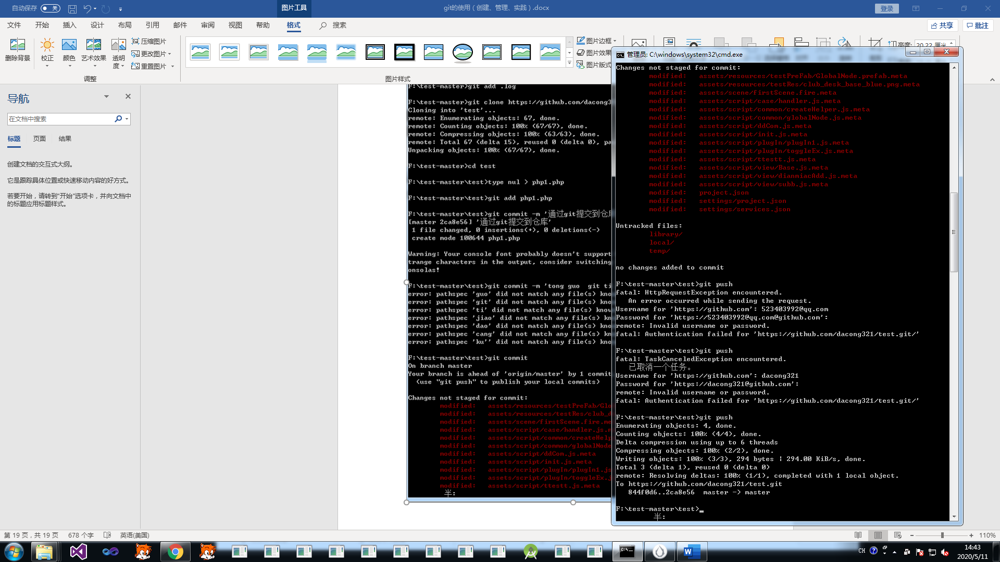 自动保存 关
图片工具
git的使用（创建、管理、实践）.docx
登录
文件 开始 插入 设计 布局 引用 邮件 审阅 视图 帮助 格式 搜索
共享 批注
删除背景
校正
颜色
艺术效果
透明
度
压缩图片
更改图片
重置图片
调整
图片样式
图片边框
图片效果
图片版式
高度: 20.22 厘米
导航
在文档中搜索
标题 页面 结果
创建文档的交互式大纲。
它是跟踪具体位置或快速移动内容的好方式。
若要开始，请转到“开始”选项卡，并向文档中
的标题应用标题样式。
F:\test-master>git add .log
F:\test-master>git clone https://github.com/dacong3
Cloning into 'test'...
remote: Enumerating objects: 67, done.
remote: Counting objects: 100% (67/67), done.
remote: Compressing objects: 100% (63/63), done.
remote: Total 67 (delta 15), reused 0 (delta 0), pa
Unpacking objects: 100% (67/67), done.
F:\test-master>cd test
F:\test-master\test>type nul > php1.php
F:\test-master\test>git add php1.php
F:\test-master\test>git commit -m '通过git提交到仓库
[master 2ca8e56] '通过git提交到仓库'
1 file changed, 0 insertions(+), 0 deletions(-)
create mode 100644 php1.php
Warning: Your console font probably doesn't support
trange characters in the output, consider switching
onsolas!
F:\test-master\test>git commit -m 'tong guo  git ti
error: pathspec 'guo' did not match any file(s) kno
error: pathspec 'git' did not match any file(s) kno
error: pathspec 'ti' did not match any file(s) know
error: pathspec 'jiao' did not match any file(s) kn
error: pathspec 'dao' did not match any file(s) kno
error: pathspec 'cang' did not match any file(s) kn
error: pathspec 'ku'' did not match any file(s) kno
F:\test-master\test>git commit
On branch master
Your branch is ahead of 'origin/master' by 1 commit
(use "git push" to publish your local commits)
Changes not staged for commit:
modified:   assets/resources/testPreFab/Glo
modified:   assets/resources/testRes/club_d
modified:   assets/scene/firstScene.fire.me
modified:   assets/script/case/handler.js.m
modified:   assets/script/common/createHelp
modified:   assets/script/common/globalNode
modified:   assets/script/ddCom.js.meta
modified:   assets/script/init.js.meta
modified:   assets/script/plugIn/plugIn1.js
modified:   assets/script/plugIn/toggleEx.j
modified:   assets/script/ttestt.js.meta
半:
管理员: C:\windows\system32\cmd.exe
Changes not staged for commit:
modified:   assets/resources/testPreFab/GlobalNode.prefab.meta
modified:   assets/resources/testRes/club_desk_base_blue.png.meta
modified:   assets/scene/firstScene.fire.meta
modified:   assets/script/case/handler.js.meta
modified:   assets/script/common/createHelper.js.meta
modified:   assets/script/common/globalNode.js.meta
modified:   assets/script/ddCom.js.meta
modified:   assets/script/init.js.meta
modified:   assets/script/plugIn/plugIn1.js.meta
modified:   assets/script/plugIn/toggleEx.js.meta
modified:   assets/script/ttestt.js.meta
modified:   assets/script/view/Base.js.meta
modified:   assets/script/view/dianmiacAdd.js.meta
modified:   assets/script/view/subb.js.meta
modified:   project.json
modified:   settings/project.json
modified:   settings/services.json
Untracked files:
library/
local/
temp/
no changes added to commit
F:\test-master\test>git push
fatal: HttpRequestException encountered.
An error occurred while sending the request.
Username for 'https://github.com': 523403992@qq.com
Password for 'https://523403992@qq.com@github.com':
remote: Invalid username or password.
fatal: Authentication failed for 'https://github.com/dacong321/test.git/'
F:\test-master\test>git push
fatal: TaskCanceledException encountered.
已取消一个任务。
Username for 'https://github.com': dacong321
Password for 'https://dacong321@github.com':
remote: Invalid username or password.
fatal: Authentication failed for 'https://github.com/dacong321/test.git/'
F:\test-master\test>git push
Enumerating objects: 4, done.
Counting objects: 100% (4/4), done.
Delta compression using up to 6 threads
Compressing objects: 100% (2/2), done.
Writing objects: 100% (3/3), 294 bytes ¦ 294.00 KiB/s, done.
Total 3 (delta 1), reused 0 (delta 0)
remote: Resolving deltas: 100% (1/1), completed with 1 local object.
To https://github.com/dacong321/test.git
844f0d6..2ca8e56  master -> master
F:\test-master\test>_
半:
第 19 页，共 19 页 678 个字 英语(美国)
110%
CH
14:43
2020/5/11